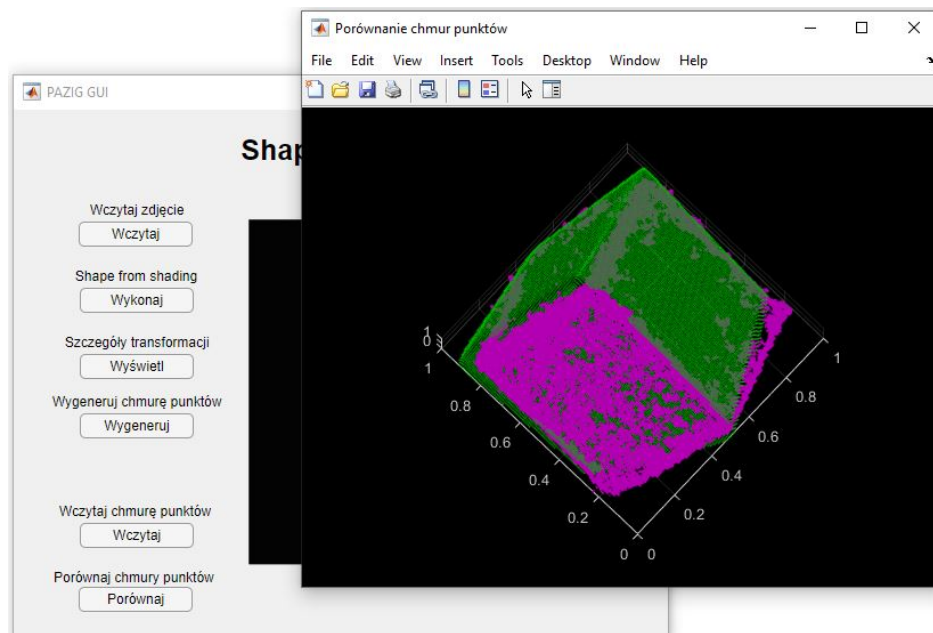 Porównanie chmur punktów
File Edit View Insert Tools Desktop Window Help
PAZIG GUI
Shap
Wczytaj zdjęcie
Wczytaj
Shape from shading
Wykonaj
Szczegóły transformacji
Wyświetl
Wygeneruj chmurę punktów
Wygeneruj
Wczytaj chmurę punktów
Wczytaj
Porównaj chmury punktów
Porównaj
1
0
1
0.8
0.6
0.4
0.2
0
0
0.2
0.4
0.6
0.8
1